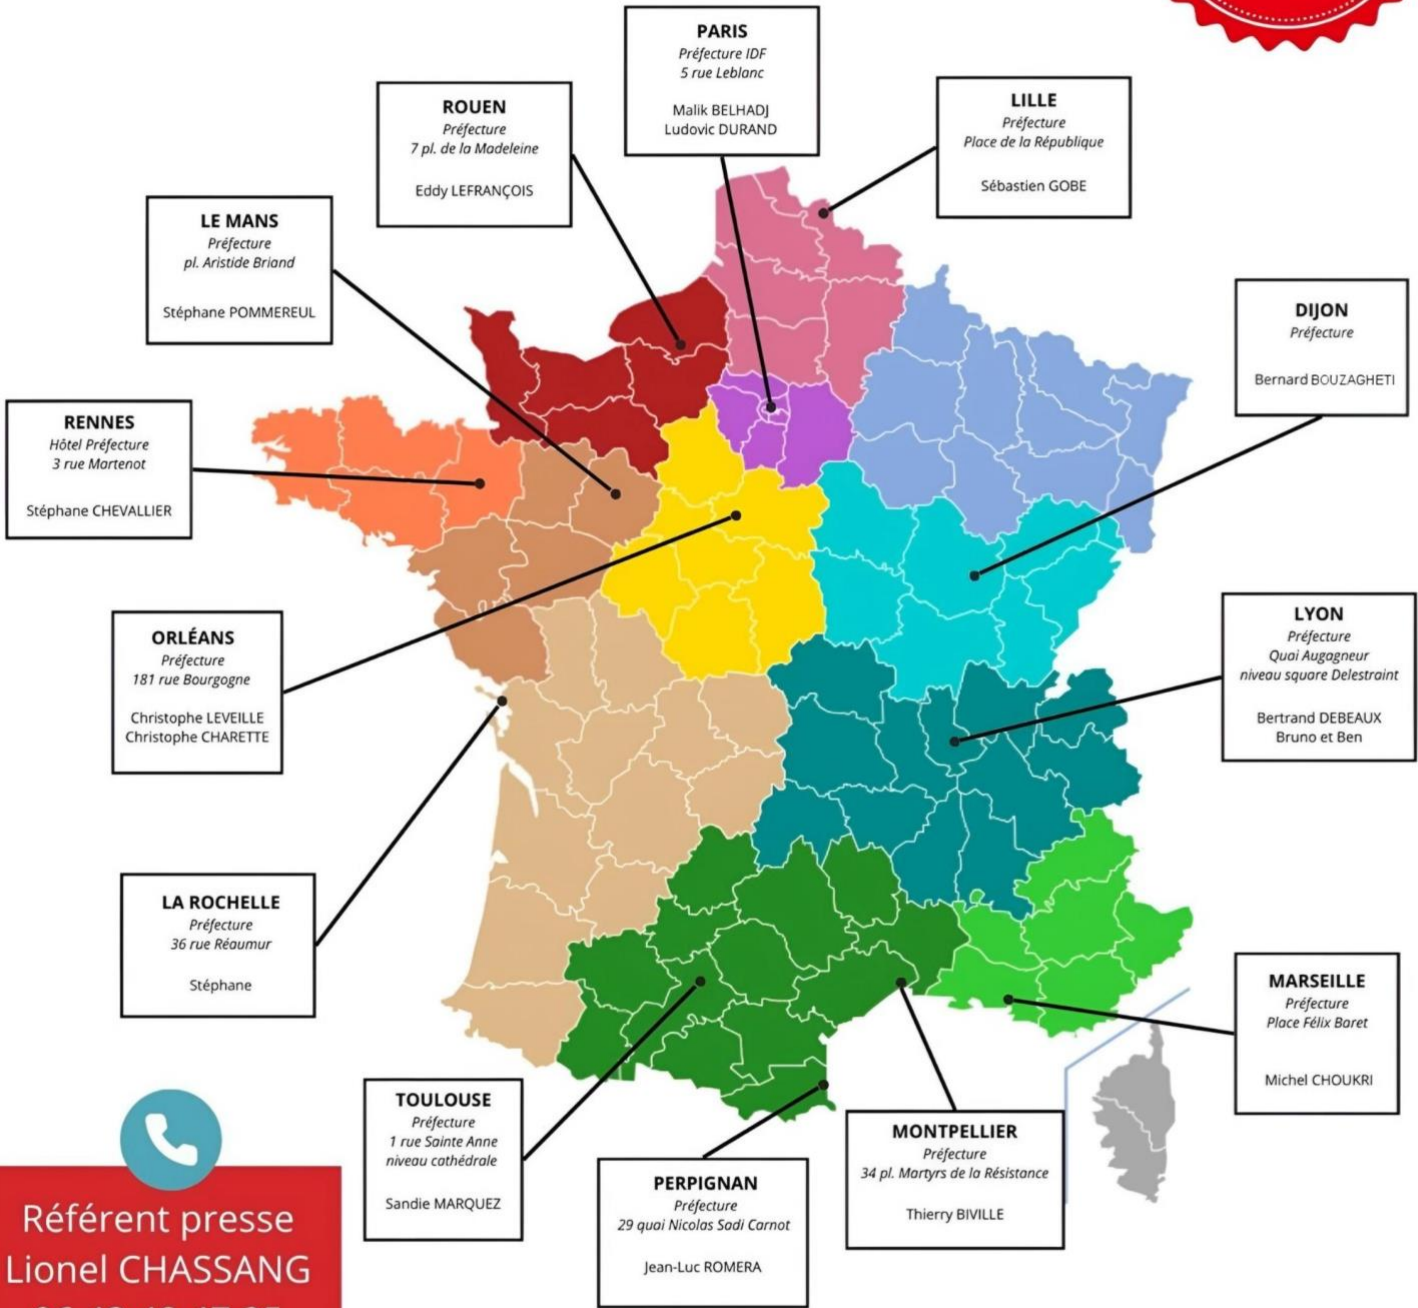 PARIS
Préfecture IDF
5 rue Leblanc
Malik BELHADJ
Ludovic DURAND
ROUEN
Préfecture
7 pl. de la Madeleine
Eddy LEFRANÇOIS
LILLE
Préfecture
Place de la République
Sébastien GOBE
LE MANS
Préfecture
pl. Aristide Briand
Stéphane POMMEREUL
DIJON
Préfecture
Bernard BOUZAGHETI
RENNES
Hôtel Préfecture
3 rue Martenot
Stéphane CHEVALLIER
ORLÉANS
Préfecture
181 rue Bourgogne
Christophe LEVEILLE
Christophe CHARETTE
LYON
Préfecture
Quai Augagneur
niveau square Delestraint
Bertrand DEBEAUX
Bruno et Ben
LA ROCHELLE
Préfecture
36 rue Réaumur
Stéphane
MARSEILLE
Préfecture
Place Félix Baret
Michel CHOUKRI
TOULOUSE
Préfecture
1 rue Sainte Anne
niveau cathédrale
Sandie MARQUEZ
PERPIGNAN
Préfecture
29 quai Nicolas Sadi Carnot
Jean-Luc ROMERA
MONTPELLIER
Préfecture
34 pl. Martyrs de la Résistance
Thierry BIVILLE
Référent presse
Lionel CHASSANG